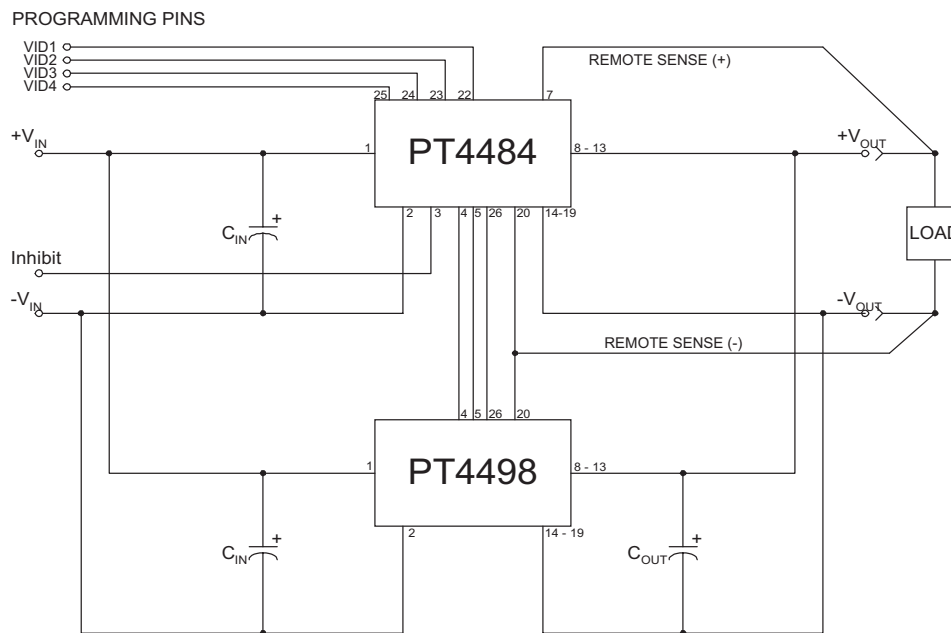 PROGRAMMING PINS
VID1
VID2
VID3
VID4
REMOTE SENSE (+)
25 24 23 22 7
+VIN
1
PT4484
8 - 13
+VOUT
2 3 4 5 26 20 14-19
CIN
+
LOAD
Inhibit
-VIN
-VOUT
REMOTE SENSE (-)
4 5 26 20
1
PT4498
8 - 13
2
14 - 19
CIN
+
COUT
+